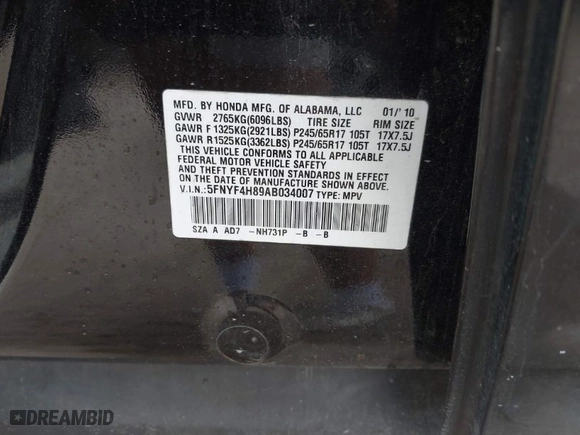 MFD. BY HONDA MFG. OF ALABAMA, LLC 01/'10
GVWR 2765KG(6096LBS) TIRE SIZE RIM SIZE
GAWR F 1325KG(2921LBS) P245/65R17 105T 17X7.5J
GAWR R1525KG(3362LBS) P245/65R17 105T 17X7.5J
THIS VEHICLE CONFORMS TO ALL APPLICABLE
FEDERAL MOTOR VEHICLE SAFETY
AND THEFT PREVENTION STANDARDS IN EFFECT
ON THE DATE OF MANUFACTURE SHOWN ABOVE.
V.I.N.:5FNYF4H89AB034007 TYPE: MPV
SZA A AD7 -NH731P -B -B
DREAMBID